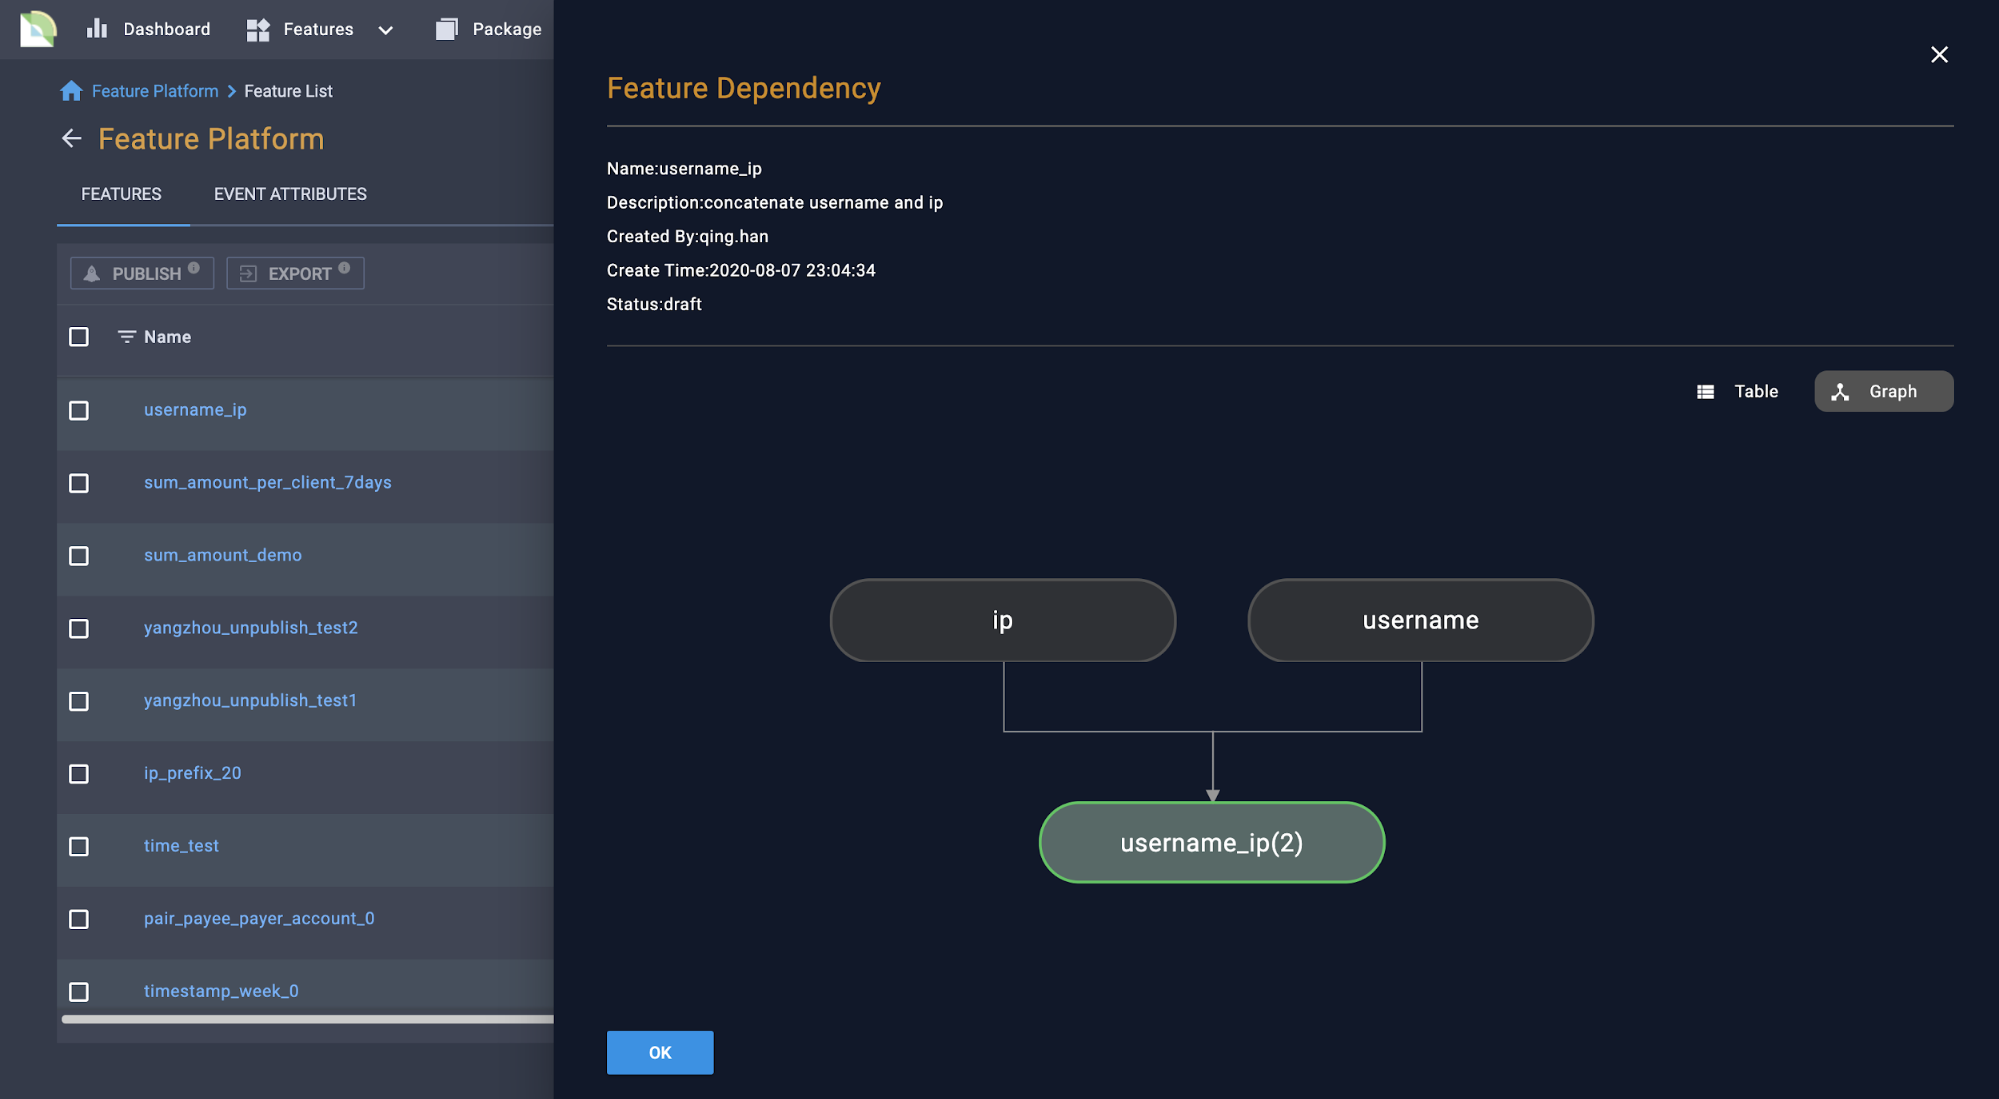 Dashboard Features Package
Feature Platform > Feature List
Feature Platform
FEATURES EVENT ATTRIBUTES
PUBLISH EXPORT
Name
username_ip
sum_amount_per_client_7days
sum_amount_demo
yangzhou_unpublish_test2
yangzhou_unpublish_test1
ip_prefix_20
time_test
pair_payee_payer_account_0
timestamp_week_0
Feature Dependency
Name:username_ip
Description:concatenate username and ip
Created By:qing.han
Create Time:2020-08-07 23:04:34
Status:draft
Table Graph
ip username
username_ip(2)
OK